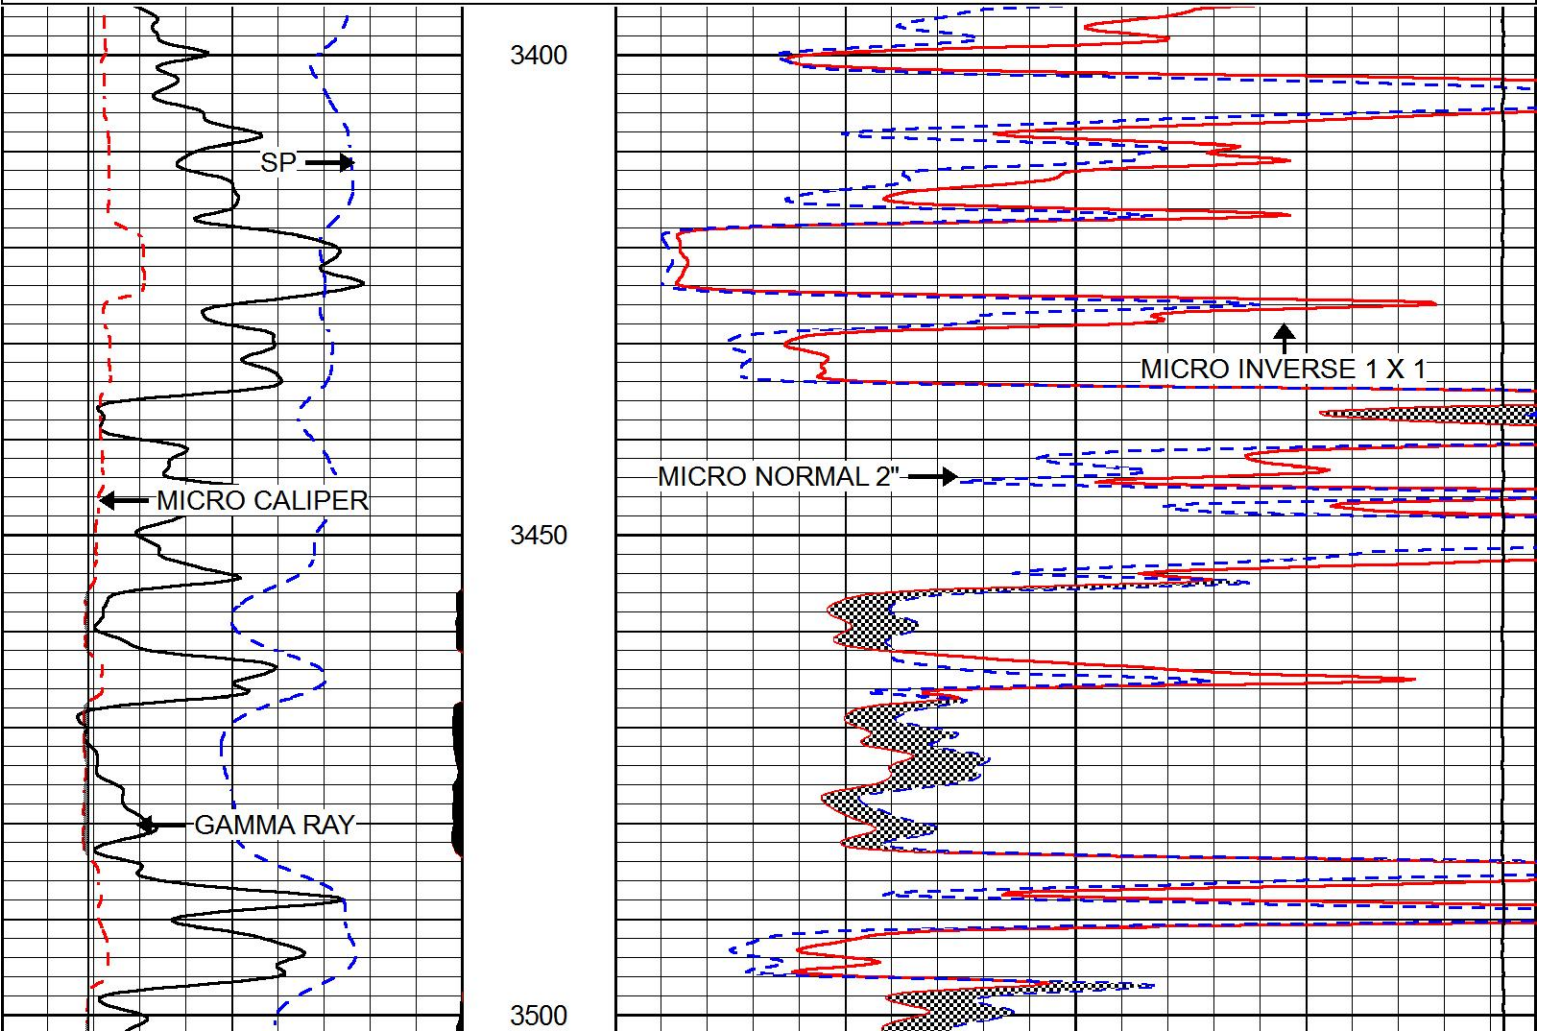 3400
SP
MICRO INVERSE 1 X 1
MICRO NORMAL 2"
MICRO CALIPER
3450
GAMMA RAY
3500